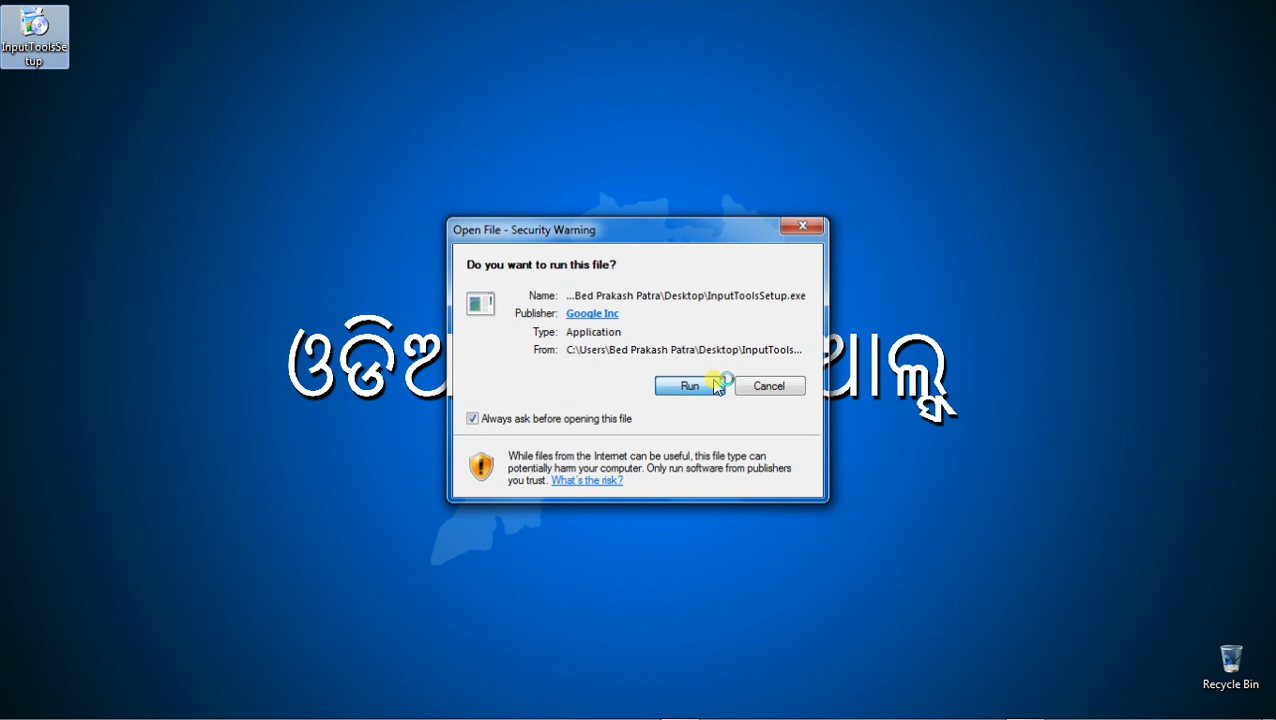 InputToolsSe
tup
Open File - Security Warning
Do you want to run this file?
Name: ...Bed Prakash Patra\Desktop\InputToolsSetup.exe
Publisher: Google Inc
Type: Application
From: C:\Users\Bed Prakash Patra\Desktop\InputTools...
Run Cancel
Always ask before opening this file
While files from the Internet can be useful, this file type can
potentially harm your computer. Only run software from publishers
you trust. What's the risk?
Recycle Bin